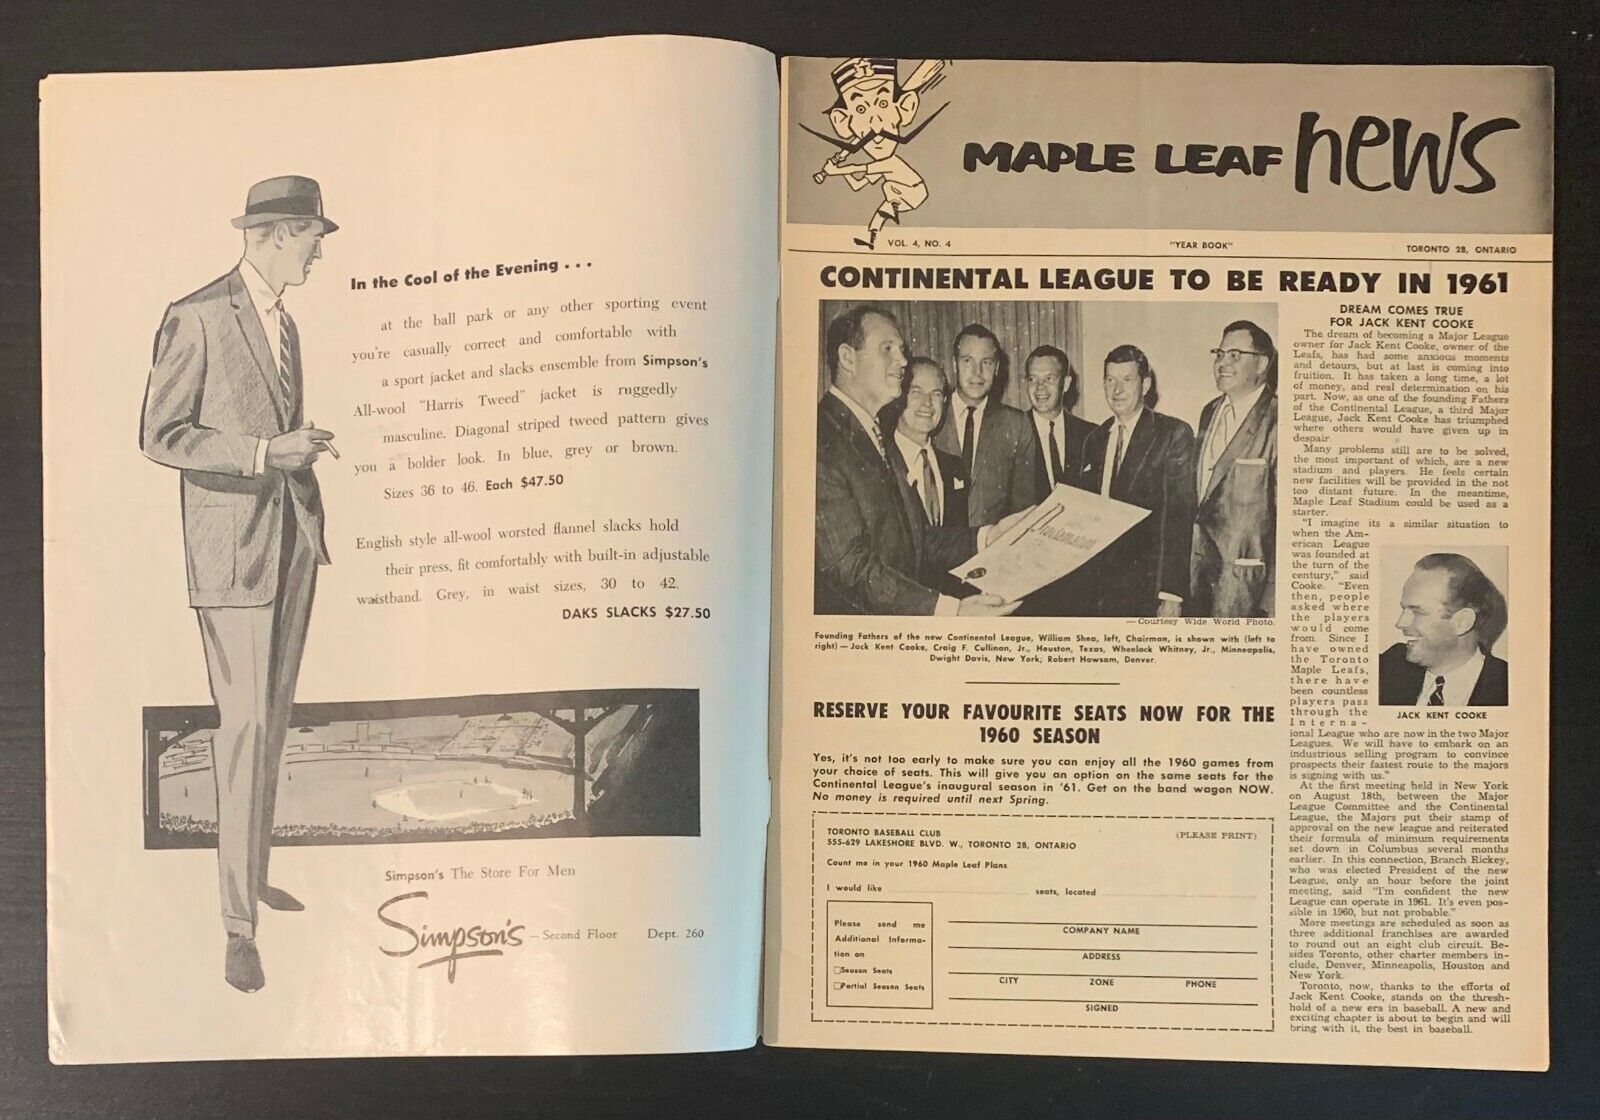 In the Cool of the Evening . . .
at the ball park or any other sporting event
you're casually correct and comfortable with
a sport jacket and slacks ensemble from Simpson's
All-wool "Harris Tweed" jacket is ruggedly
masculine. Diagonal striped tweed pattern gives
you a bolder look. In blue, grey or brown.
Sizes 36 to 46. Each $47.50
English style all-wool worsted flannel slacks hold
their press, fit comfortably with built-in adjustable
waistband. Grey, in waist sizes, 30 to 42.
DAKS SLACKS $27.50
Simpson's The Store For Men
Simpson's – Second Floor Dept. 260
MAPLE LEAF news
VOL. 4, NO. 4 "YEAR BOOK" TORONTO 2B, ONTARIO
CONTINENTAL LEAGUE TO BE READY IN 1961
Proclamation
— Courtesy Wide World Photo.
Founding Fathers of the new Continental League, William Shea, left, Chairman, is shown with (left to
right) — Jack Kent Cooke, Craig F. Cullinan, Jr., Houston, Texas, Wheelock Whitney, Jr., Minneapolis,
Dwight Davis, New York; Robert Howsam, Denver.
RESERVE YOUR FAVOURITE SEATS NOW FOR THE
1960 SEASON
Yes, it's not too early to make sure you can enjoy all the 1960 games from
your choice of seats. This will give you an option on the same seats for the
Continental League's inaugural season in '61. Get on the band wagon NOW.
No money is required until next Spring.
TORONTO BASEBALL CLUB (PLEASE PRINT)
555-629 LAKESHORE BLVD. W., TORONTO 2B, ONTARIO
Count me in your 1960 Maple Leaf Plans
I would like seats, located
Please send me
Additional Informa-
tion on
Season Seats
Partial Season Seats
COMPANY NAME
ADDRESS
CITY ZONE PHONE
SIGNED
DREAM COMES TRUE
FOR JACK KENT COOKE
The dream of becoming a Major League
owner for Jack Kent Cooke, owner of the
Leafs, has had some anxious moments
and detours, but at last is coming into
fruition. It has taken a long time, a lot
of money, and real determination on his
part. Now, as one of the founding Fathers
of the Continental League, a third Major
League, Jack Kent Cooke has triumphed
where others would have given up in
despair.
Many problems still are to be solved,
the most important of which, are a new
stadium and players. He feels certain
new facilities will be provided in the not
too distant future. In the meantime,
Maple Leaf Stadium could be used as a
starter.
"I imagine its a similar situation to
when the Am-
erican League
was founded at
the turn of the
century," said
Cooke. "Even
then, people
asked where
the players
would come
from. Since I
have owned
the Toronto
Maple Leafs,
there have
been countless
players pass
through the
Interna-
ional League who are now in the two Major
Leagues. We will have to embark on an
industrious selling program to convince
prospects their fastest route to the majors
is signing with us."
JACK KENT COOKE
At the first meeting held in New York
on August 18th, between the Major
League Committee and the Continental
League, the Majors put their stamp of
approval on the new league and reiterated
their formula of minimum requirements
set down in Columbus several months
earlier. In this connection, Branch Rickey,
who was elected President of the new
League, only an hour before the joint
meeting, said "I'm confident the new
League can operate in 1961. It's even pos-
sible in 1960, but not probable."
More meetings are scheduled as soon as
three additional franchises are awarded
to round out an eight club circuit. Be-
sides Toronto, other charter members in-
clude, Denver, Minneapolis, Houston and
New York.
Toronto, now, thanks to the efforts of
Jack Kent Cooke, stands on the thresh-
hold of a new era in baseball. A new and
exciting chapter is about to begin and will
bring with it, the best in baseball.